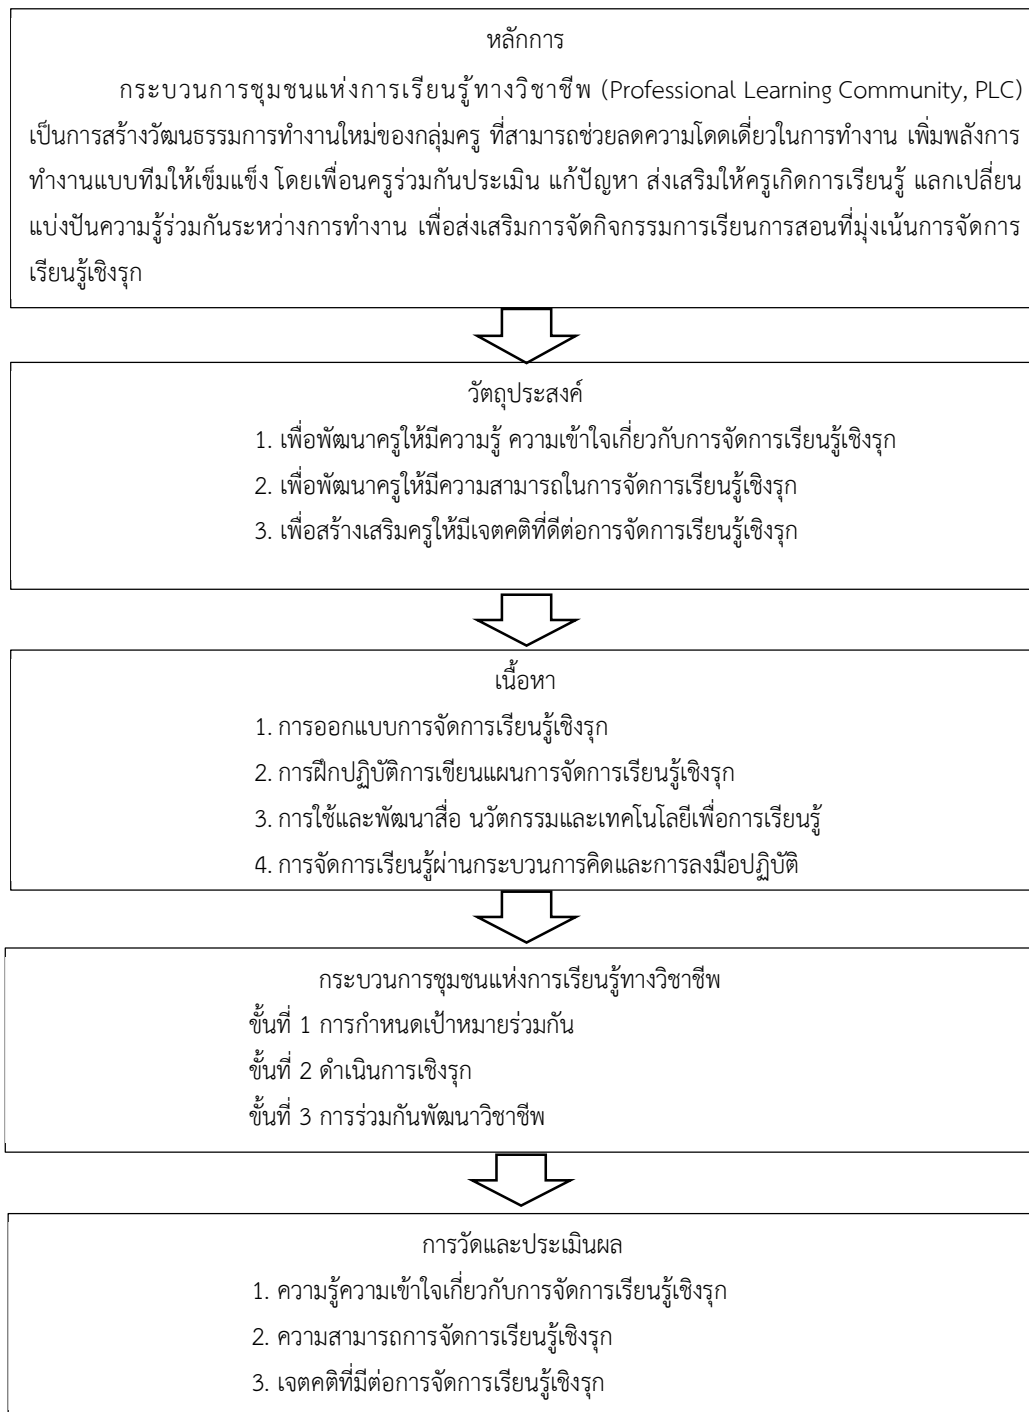 หลักการ
กระบวนการชุมชนแห่งการเรียนรู้ทางวิชาชีพ (Professional Learning Community, PLC)
เป็นการสร้างวัฒนธรรมการทำงานใหม่ของกลุ่มครู ที่สามารถช่วยลดความโดดเดี่ยวในการทำงาน เพิ่มพลังการ
ทำงานแบบทีมให้เข็มแข็ง โดยเพื่อนครูร่วมกันประเมิน แก้ปัญหา ส่งเสริมให้ครูเกิดการเรียนรู้ แลกเปลี่ยน
แบ่งปันความรู้ร่วมกันระหว่างการทำงาน เพื่อส่งเสริมการจัดกิจกรรมการเรียนการสอนที่มุ่งเน้นการจัดการ
เรียนรู้เชิงรุก
วัตถุประสงค์
1. เพื่อพัฒนาครูให้มีความรู้ ความเข้าใจเกี่ยวกับการจัดการเรียนรู้เชิงรุก
2. เพื่อพัฒนาครูให้มีความสามารถในการจัดการเรียนรู้เชิงรุก
3. เพื่อสร้างเสริมครูให้มีเจตคติที่ดีต่อการจัดการเรียนรู้เชิงรุก
เนื้อหา
1. การออกแบบการจัดการเรียนรู้เชิงรุก
2. การฝึกปฏิบัติการเขียนแผนการจัดการเรียนรู้เชิงรุก
3. การใช้และพัฒนาสื่อ นวัตกรรมและเทคโนโลยีเพื่อการเรียนรู้
4. การจัดการเรียนรู้ผ่านกระบวนการคิดและการลงมือปฏิบัติ
กระบวนการชุมชนแห่งการเรียนรู้ทางวิชาชีพ
ขั้นที่ 1 การกำหนดเป้าหมายร่วมกัน
ขั้นที่ 2 ดำเนินการเชิงรุก
ขั้นที่ 3 การร่วมกันพัฒนาวิชาชีพ
การวัดและประเมินผล
1. ความรู้ความเข้าใจเกี่ยวกับการจัดการเรียนรู้เชิงรุก
2. ความสามารถการจัดการเรียนรู้เชิงรุก
3. เจตคติที่มีต่อการจัดการเรียนรู้เชิงรุก